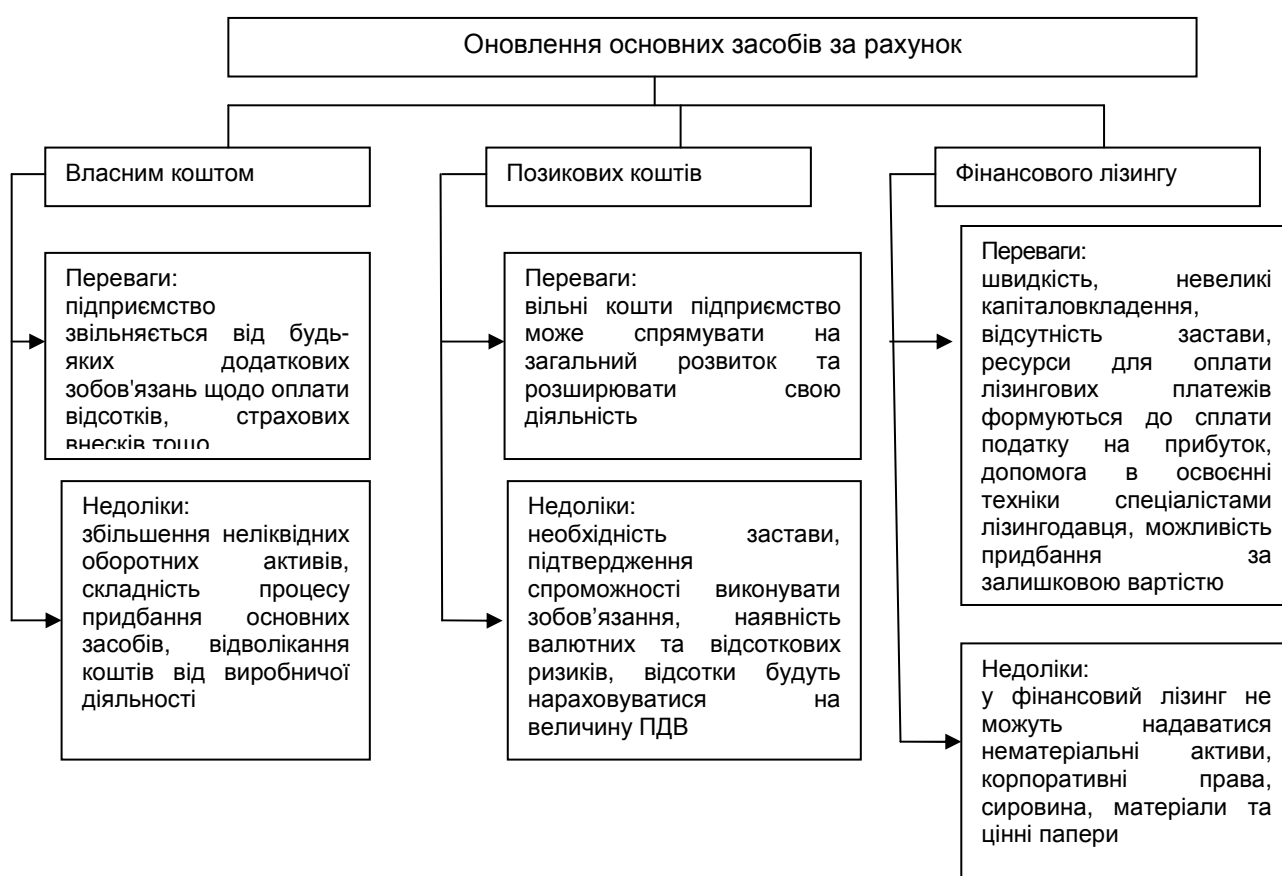 Оновлення основних засобів за рахунок
Власним коштом
Позикових коштів
Фінансового лізингу
Переваги:
підприємство
звільняється від будь-
яких додаткових
зобов'язань щодо оплати
відсотків, страхових
внесків тощо
Недоліки:
збільшення неліквідних
оборотних активів,
складність процесу
придбання основних
засобів, відволікання
коштів від виробничої
діяльності
Переваги:
вільні кошти підприємство
може спрямувати на
загальний розвиток та
розширювати свою
діяльність
Недоліки:
необхідність застави,
підтвердження
спроможності виконувати
зобов’язання, наявність
валютних та відсоткових
ризиків, відсотки будуть
нараховуватися на
величину ПДВ
Переваги:
швидкість, невеликі
капіталовкладення,
відсутність застави,
ресурси для оплати
лізингових платежів
формуються до сплати
податку на прибуток,
допомога в освоєнні
техніки спеціалістами
лізингодавця, можливість
придбання за
залишковою вартістю
Недоліки:
у фінансовий лізинг не
можуть надаватися
нематеріальні активи,
корпоративні права,
сировина, матеріали та
цінні папери